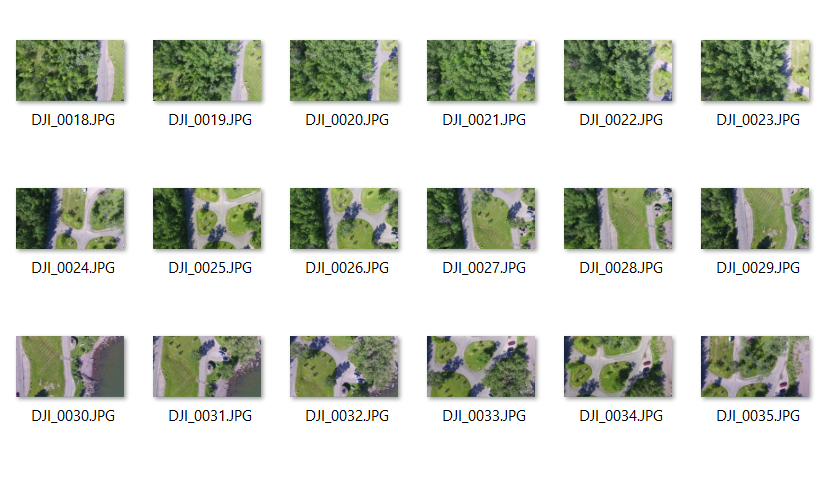 DJI_0018.JPG DJI_0019.JPG DJI_0020.JPG DJI_0021.JPG DJI_0022.JPG DJI_0023.JPG
DJI_0024.JPG DJI_0025.JPG DJI_0026.JPG DJI_0027.JPG DJI_0028.JPG DJI_0029.JPG
DJI_0030.JPG DJI_0031.JPG DJI_0032.JPG DJI_0033.JPG DJI_0034.JPG DJI_0035.JPG